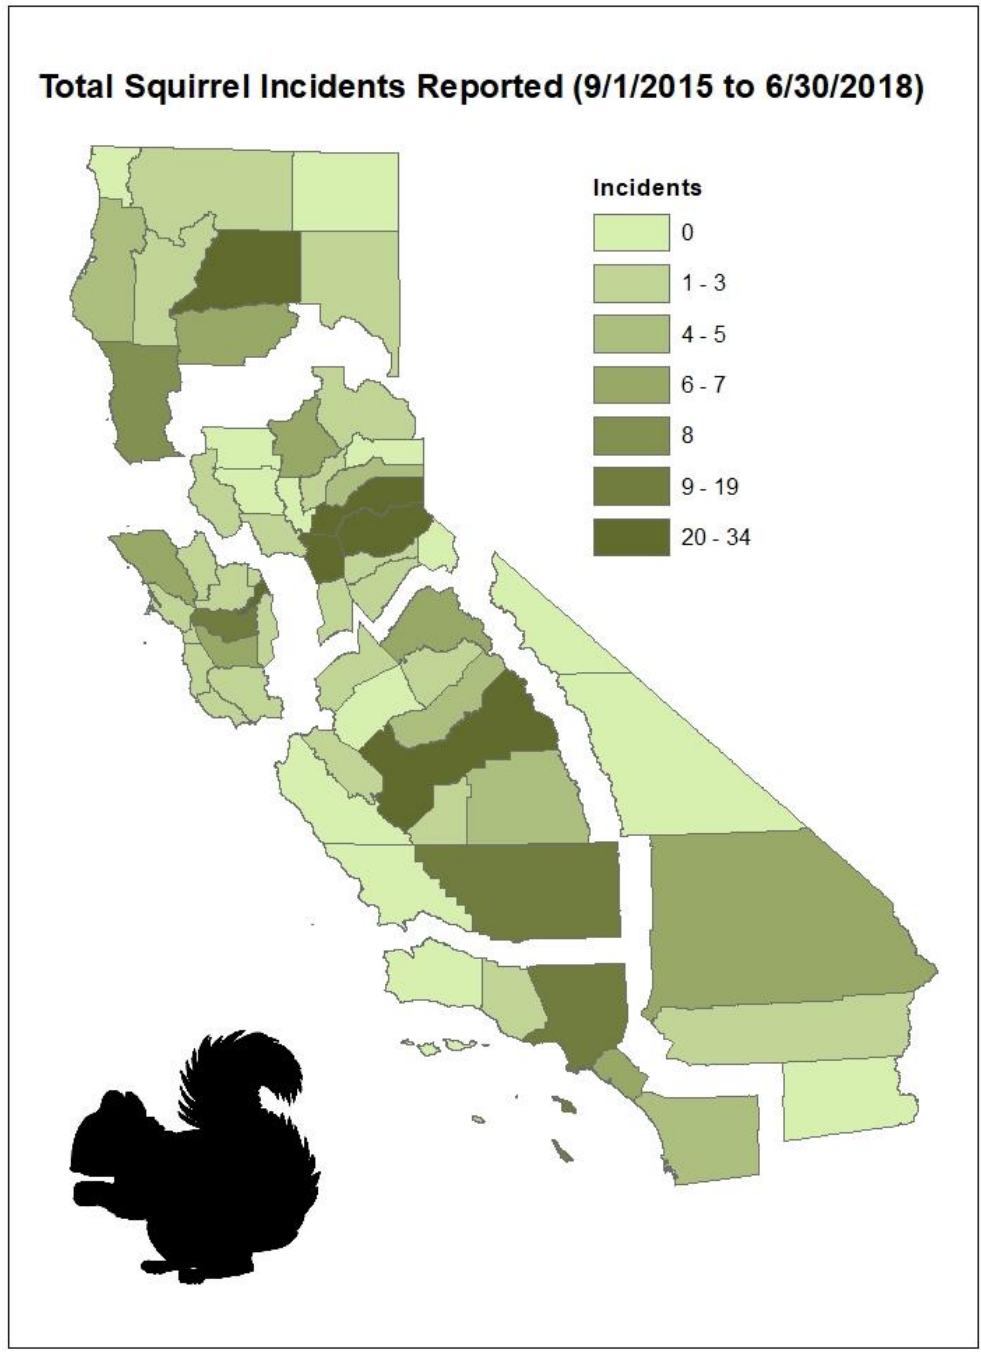 Total Squirrel Incidents Reported (9/1/2015 to 6/30/2018)
Incidents
0
1 - 3
4 - 5
6 - 7
8
9 - 19
20 - 34